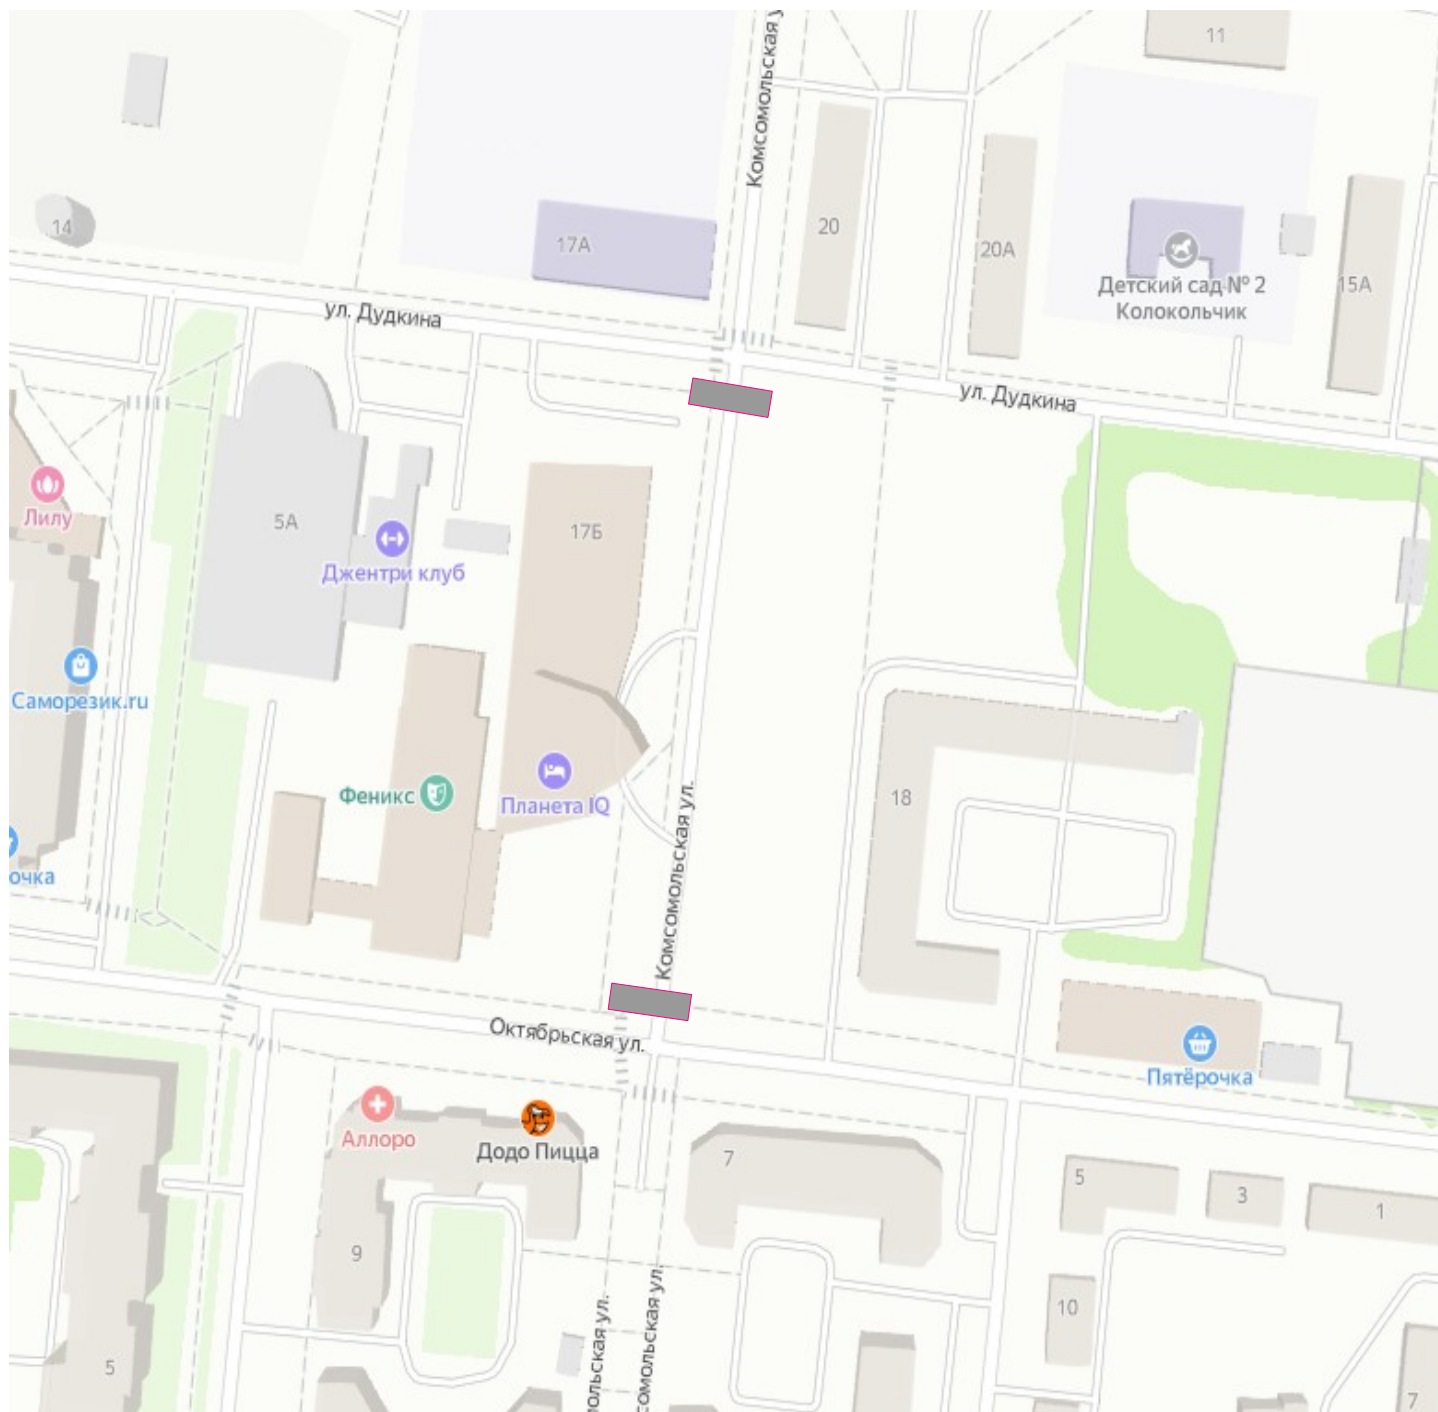 11
Комсомольская у
14
17А
20
20А
Детский сад № 2
Колокольчик
15А
ул. Дудкина
ул. Дудкина
Лилу
5А
17Б
Джентри клуб
Саморезик.ru
Феникс
Планета IQ
18
очка
Комсомольская ул.
Октябрьская ул.
Пятёрочка
Аллоро
Додо Пицца
7
5
3
1
9
10
5
мольская ул.
сомольская ул.
7